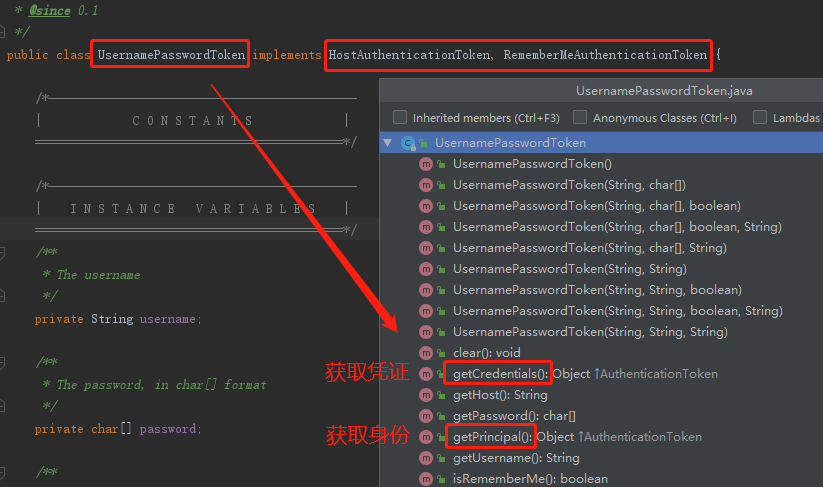 * @since 0.1
*/
public class UsernamePasswordToken implements HostAuthenticationToken, RememberMeAuthenticationToken {
/*
| C O N S T A N T S |
*/
/*
| I N S T A N C E   V A R I A B L E S |
*/
/**
* The username
*/
private String username;
/**
* The password, in char[] format
*/
private char[] password;
/**
UsernamePasswordToken.java
Inherited members (Ctrl+F3) Anonymous Classes (Ctrl+I) Lambdas
UsernamePasswordToken
UsernamePasswordToken()
UsernamePasswordToken(String, char[])
UsernamePasswordToken(String, char[], boolean)
UsernamePasswordToken(String, char[], boolean, String)
UsernamePasswordToken(String, char[], String)
UsernamePasswordToken(String, String)
UsernamePasswordToken(String, String, boolean)
UsernamePasswordToken(String, String, boolean, String)
UsernamePasswordToken(String, String, String)
clear(): void
获取凭证 getCredentials(): Object ↑AuthenticationToken
getHost(): String
getPassword(): char[]
获取身份 getPrincipal(): Object ↑AuthenticationToken
getUsername(): String
isRememberMe(): boolean